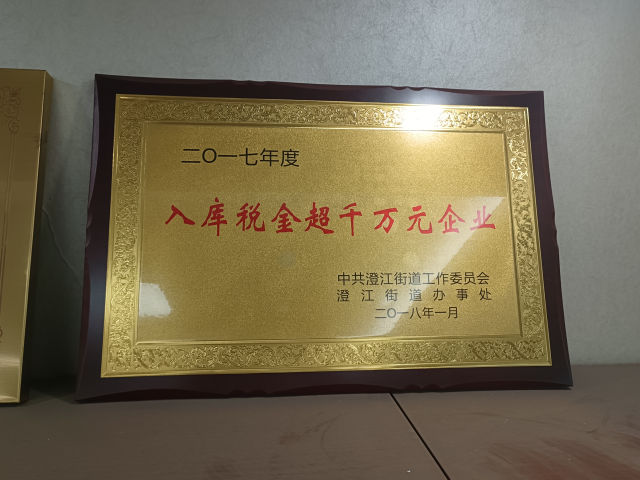 二〇一七年度
入库税金超千万元企业
中共澄江街道工作委员会
澄江街道办事处
二〇一八年一月